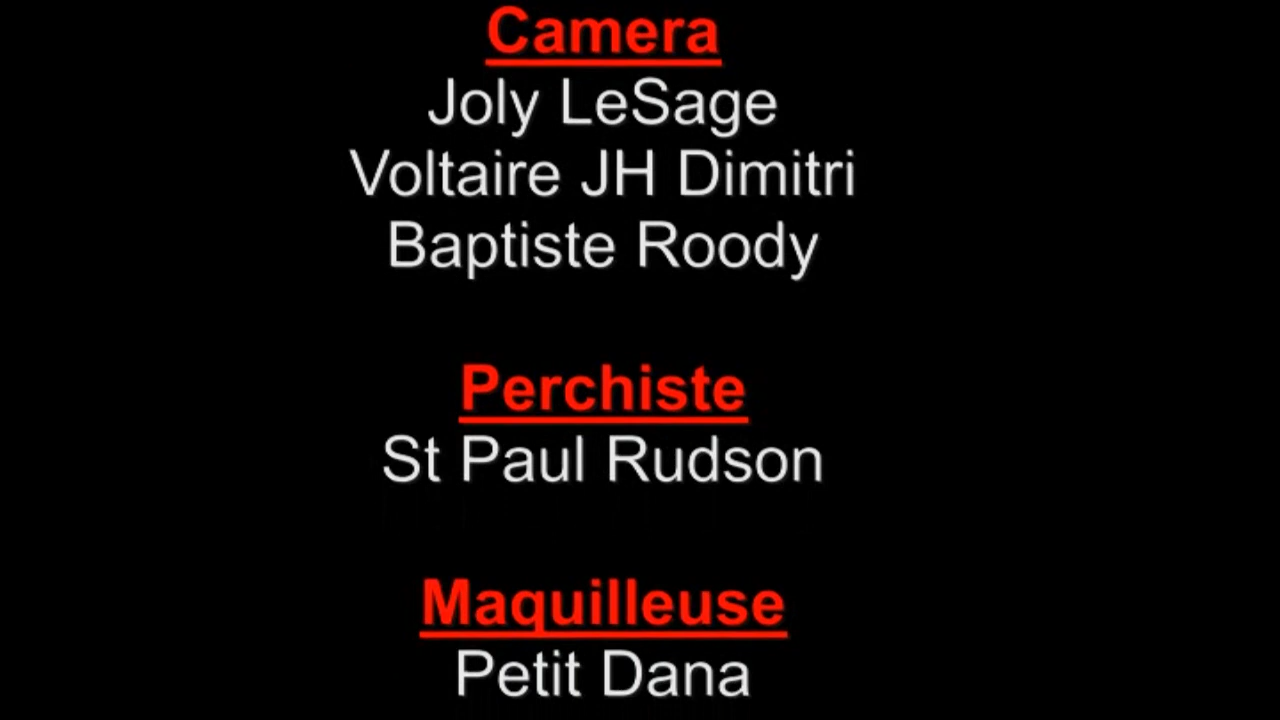 Camera
Joly LeSage
Voltaire JH Dimitri
Baptiste Roody
Perchiste
St Paul Rudson
Maquilleuse
Petit Dana